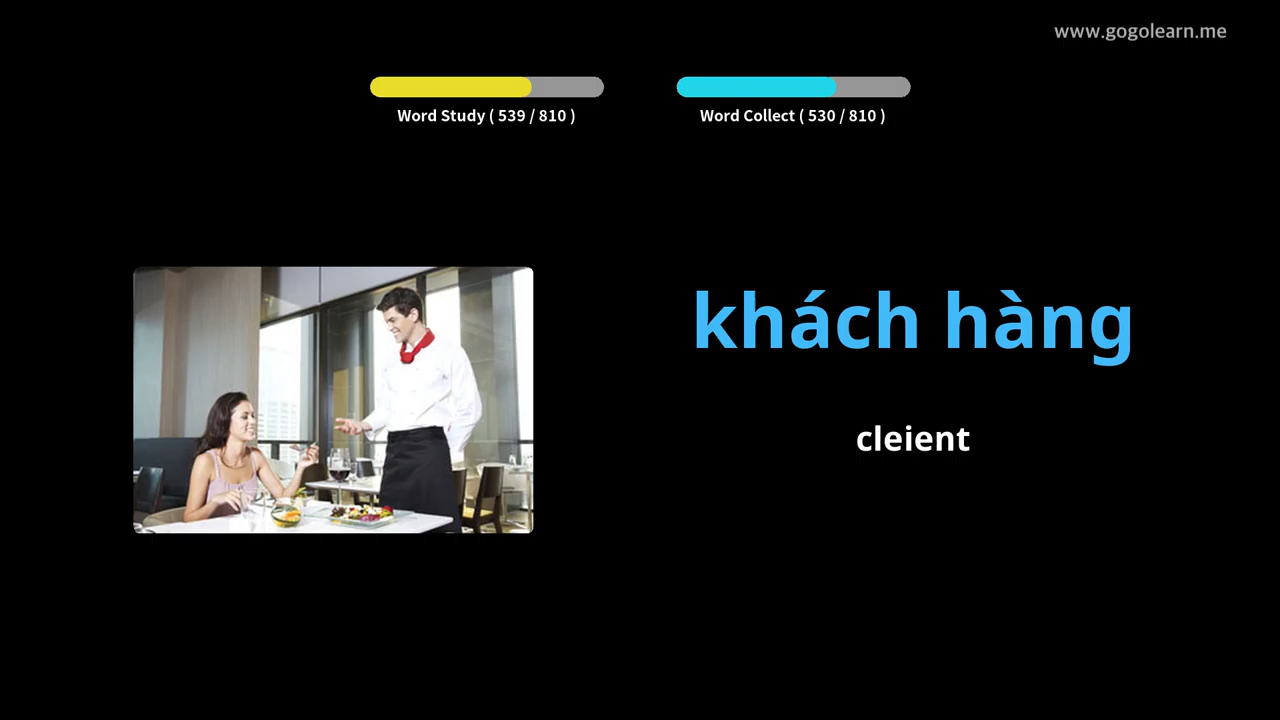 www.gogolearn.me
Word Study ( 539 / 810 )
Word Collect ( 530 / 810 )
khách hàng
cleient